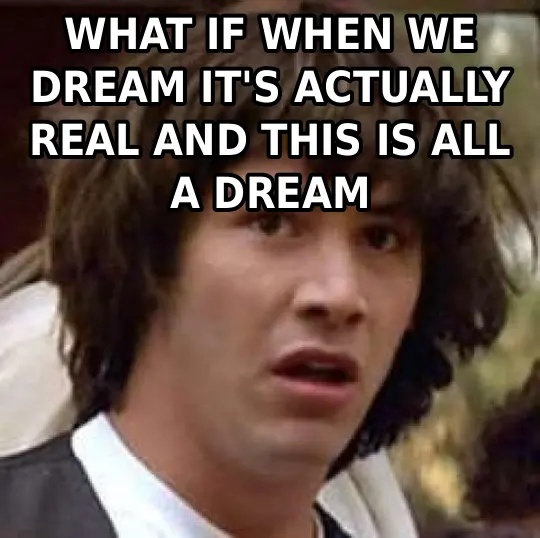 WHAT IF WHEN WE
DREAM IT'S ACTUALLY
REAL AND THIS IS ALL
A DREAM